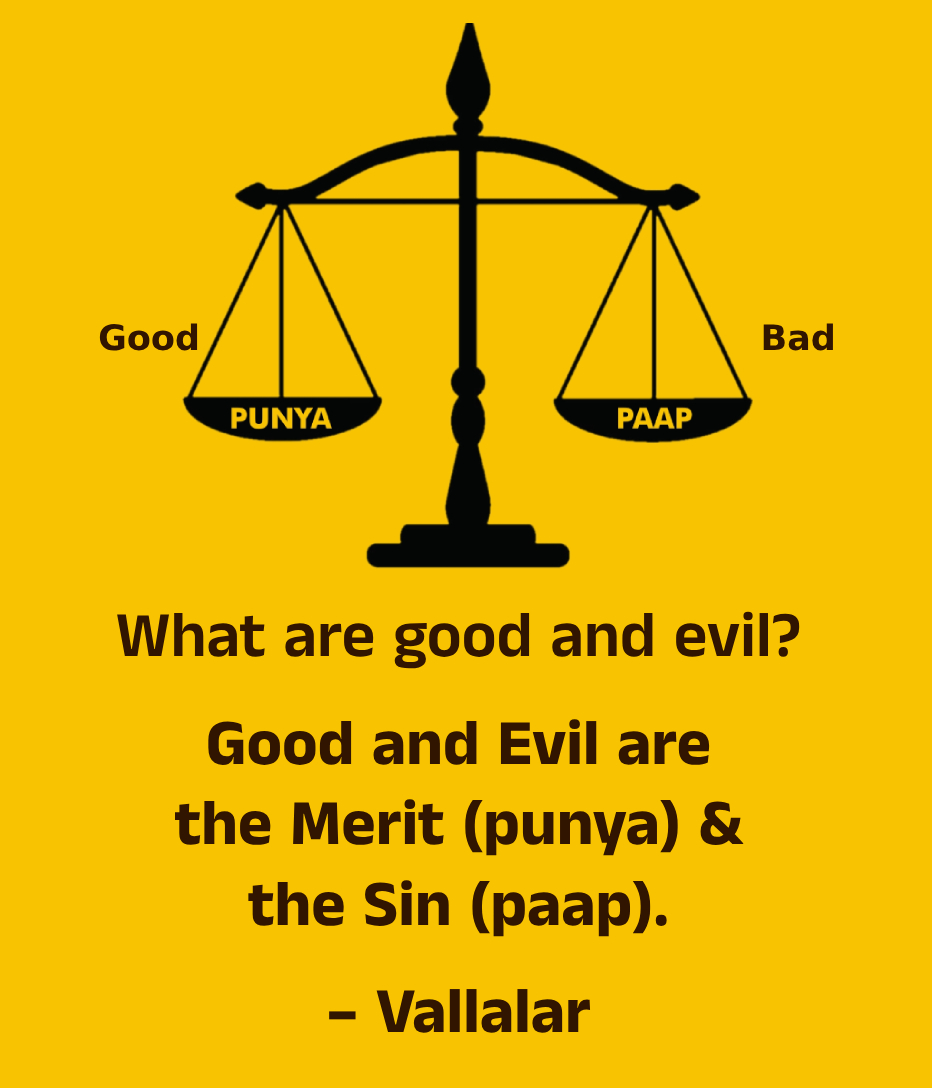 Good
Bad
PUNYA
PAAP
What are good and evil?
Good and Evil are
the Merit (punya) &
the Sin (paap).
– Vallalar